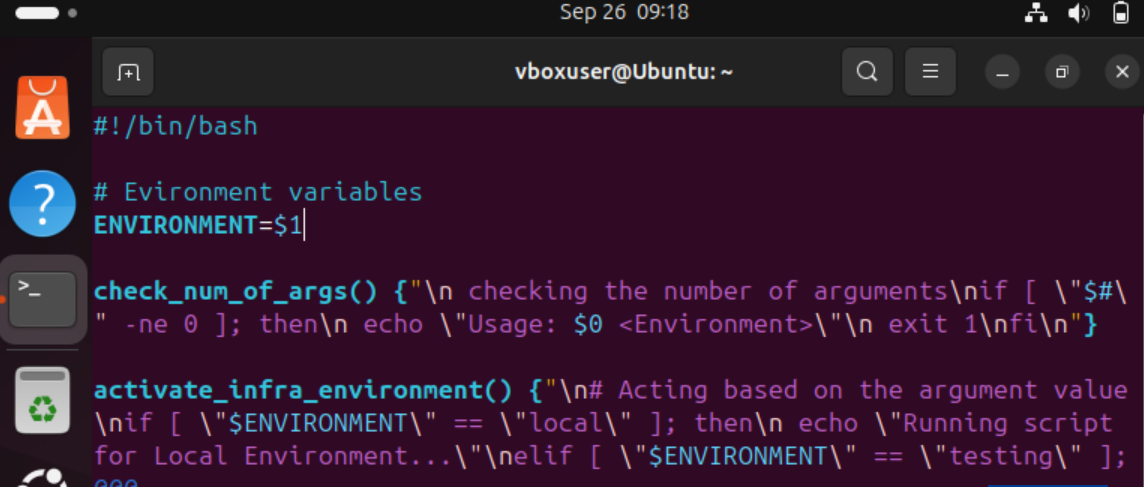 Sep 26 09:18
vboxuser@Ubuntu: ~
#!/bin/bash
# Evironment variables
ENVIRONMENT=$1
check_num_of_args() {"\n checking the number of arguments\nif [ \"$#\
" -ne 0 ]; then\n echo \"Usage: $0 <Environment>\"\n exit 1\nfi\n"}
activate_infra_environment() {"\n# Acting based on the argument value
\nif [ \"$ENVIRONMENT\" == \"local\" ]; then\n echo \"Running script
for Local Environment...\"\nelif [ \"$ENVIRONMENT\" == \"testing\" ];